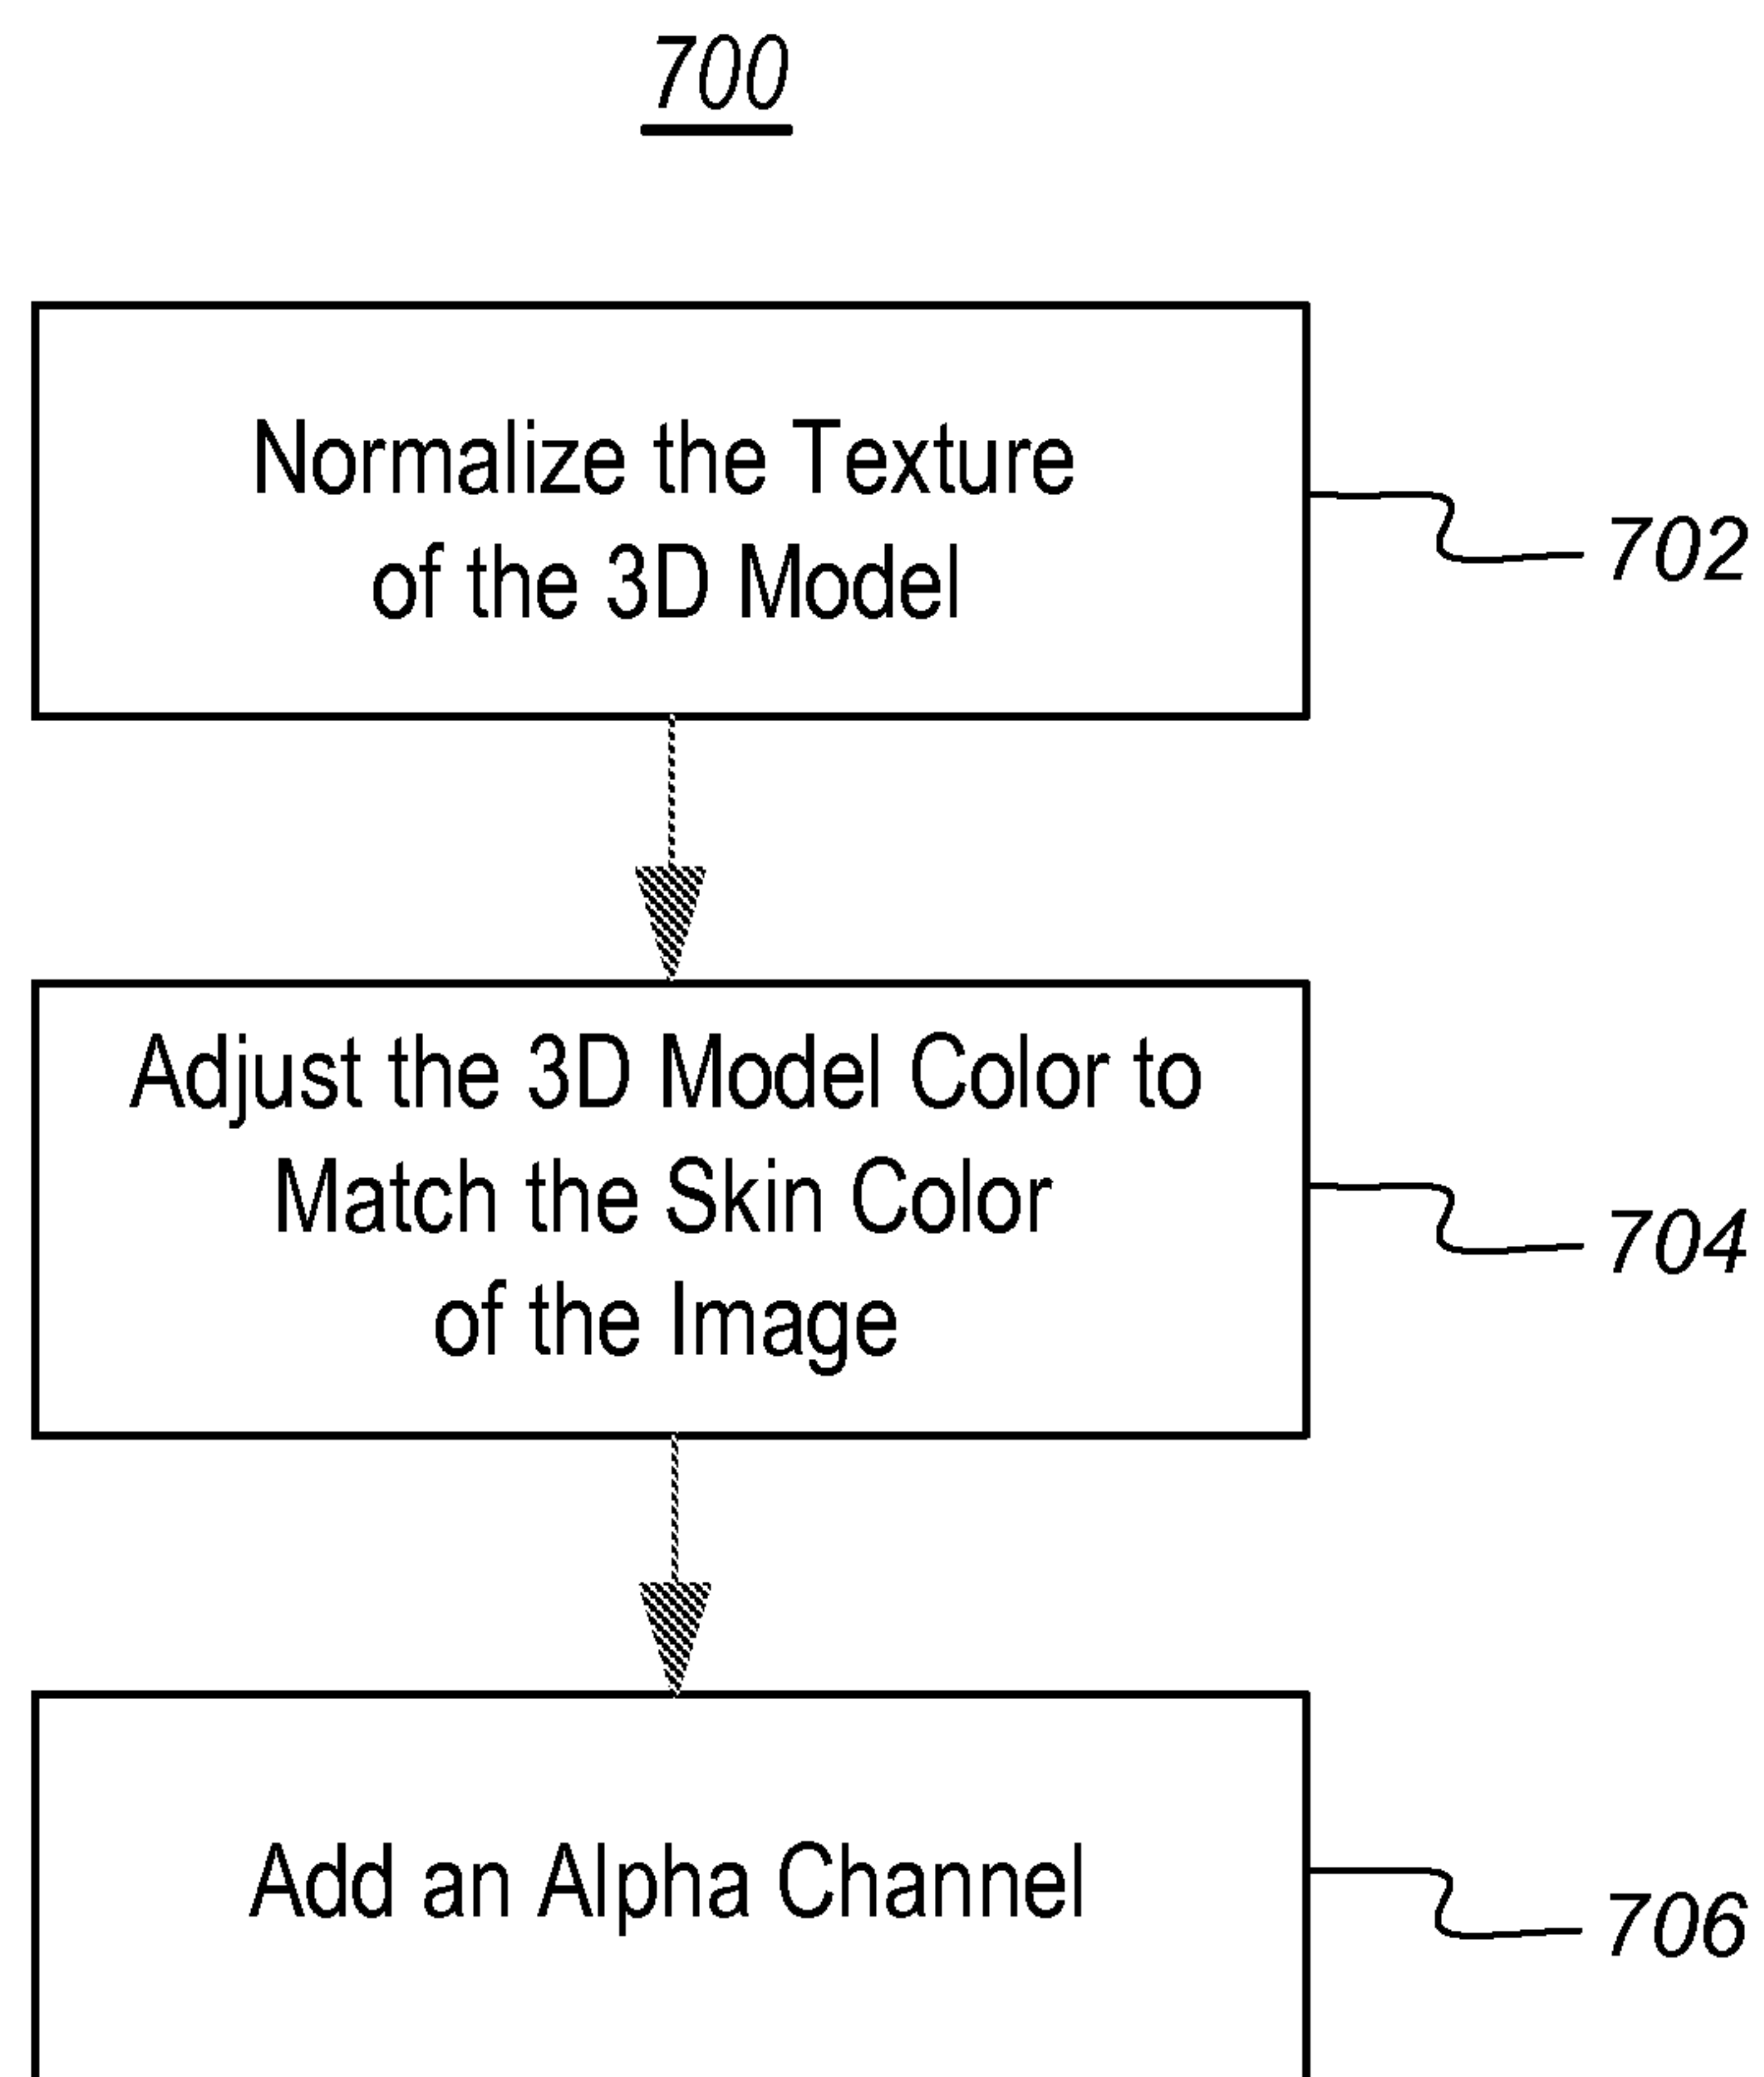 700
Normalize the Texture
of the 3D Model
702
Adjust the 3D Model Color to
Match the Skin Color
of the Image
704
Add an Alpha Channel
706